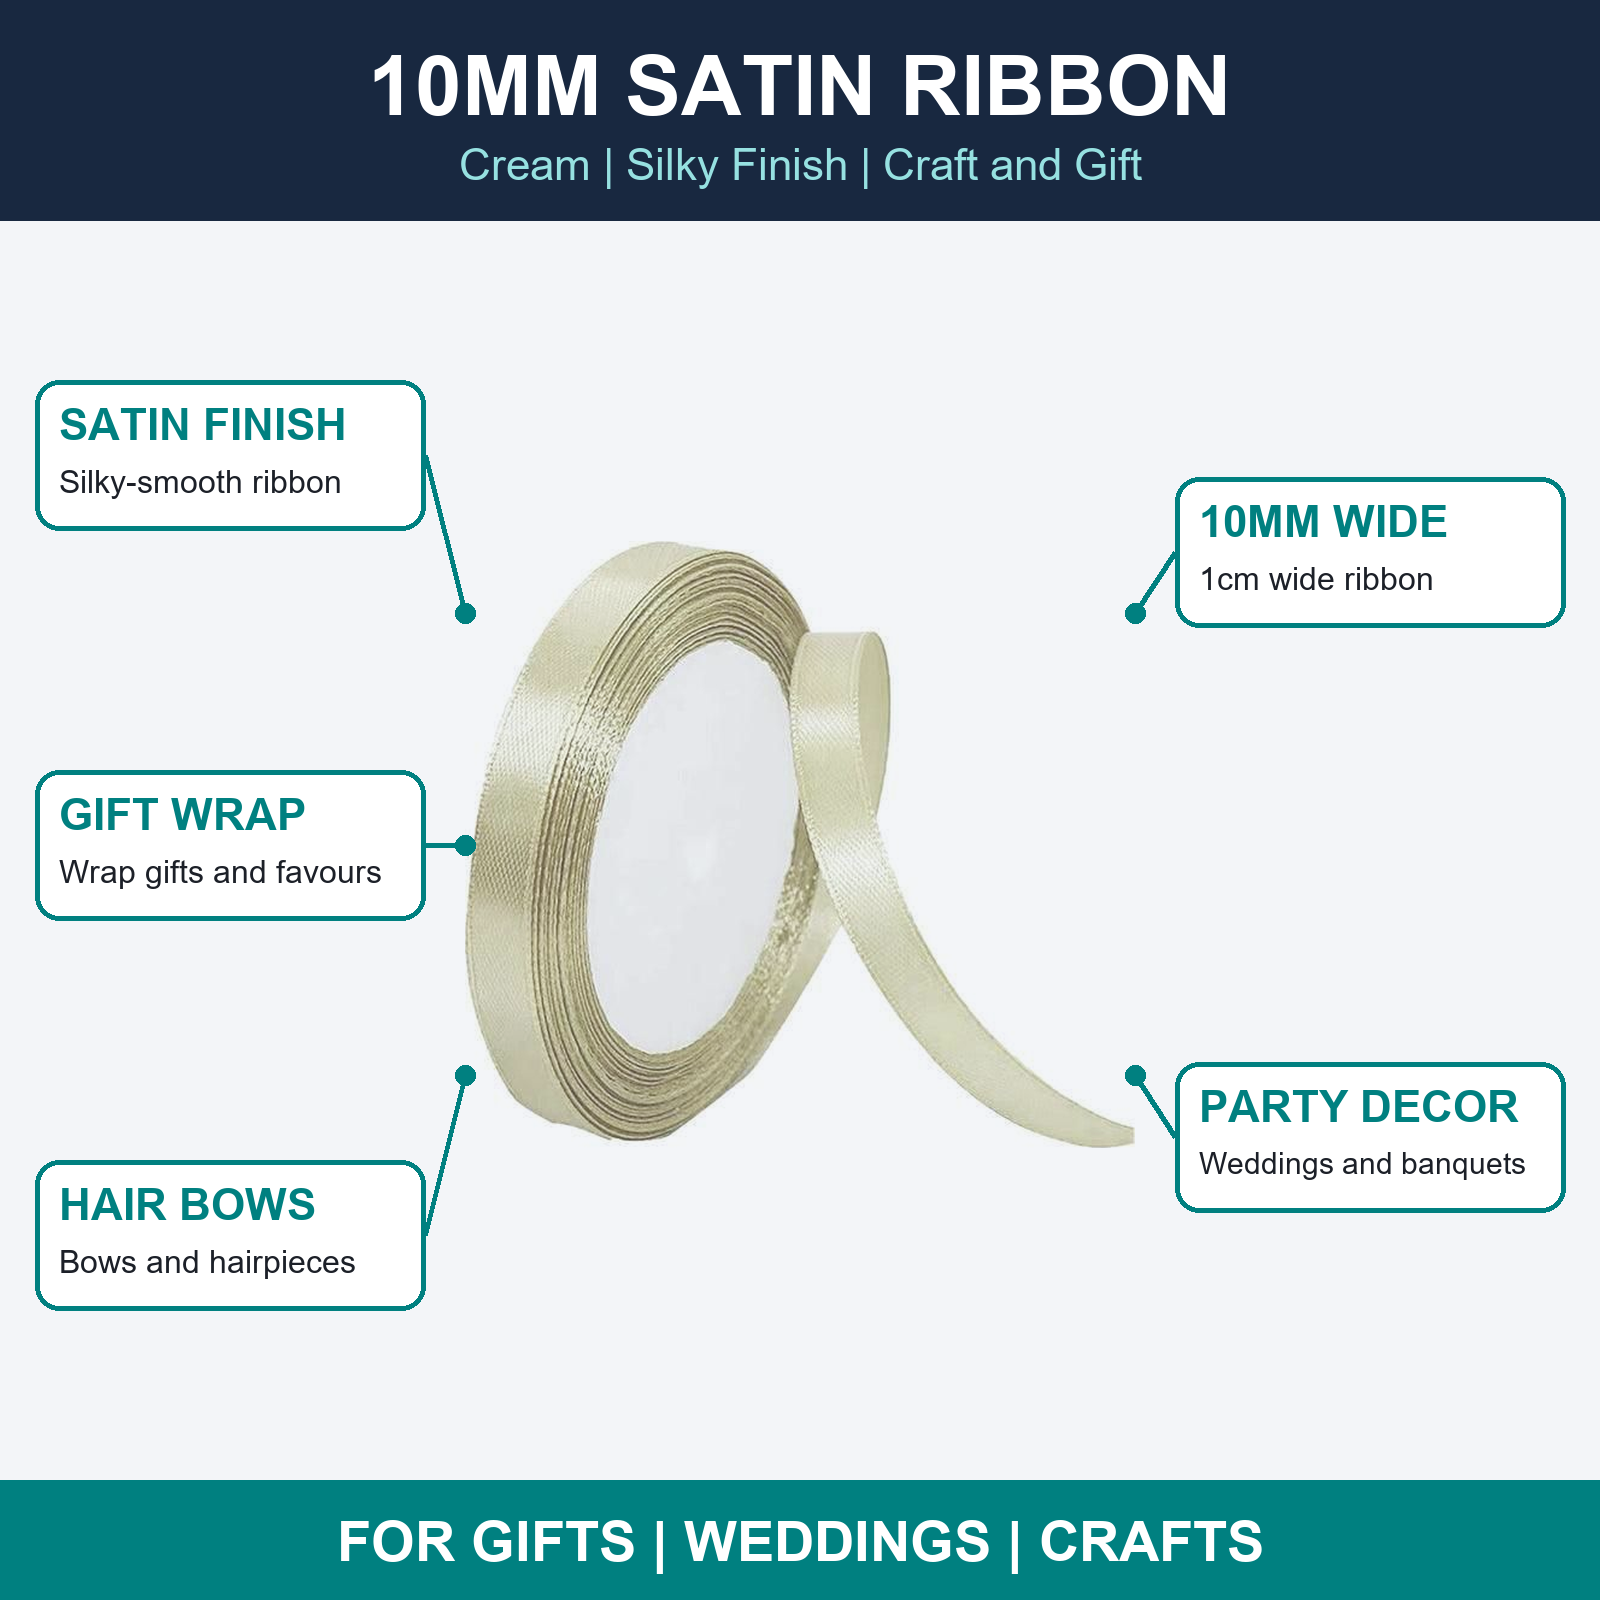 10MM SATIN RIBBON
Cream | Silky Finish | Craft and Gift
SATIN FINISH
Silky-smooth ribbon
10MM WIDE
1cm wide ribbon
GIFT WRAP
Wrap gifts and favours
PARTY DECOR
Weddings and banquets
HAIR BOWS
Bows and hairpieces
FOR GIFTS | WEDDINGS | CRAFTS